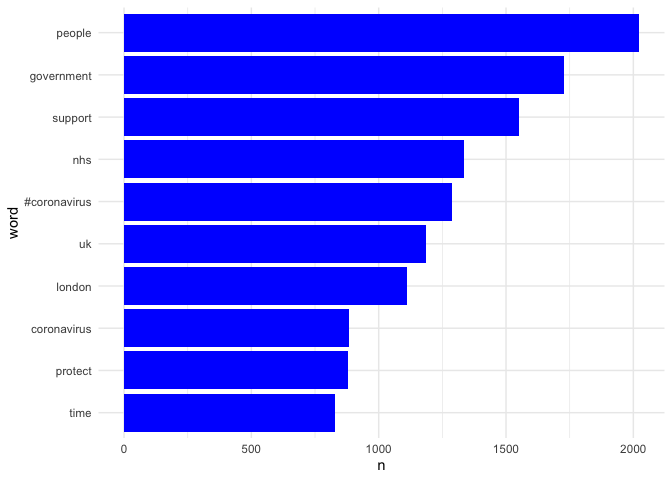 people
government
support
nhs
#coronavirus
uk
london
coronavirus
protect
time
word
0 500 1000 1500 2000
n